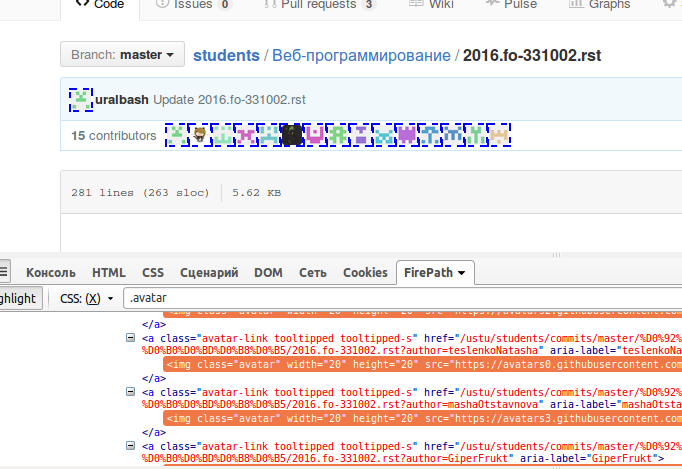 Code Issues 0 Pull requests 3 Wiki Pulse Graphs
Branch: master students / Веб-программирование / 2016.fo-331002.rst
uralbash Update 2016.fo-331002.rst
15 contributors
281 lines (263 sloc) 5.62 KB
Консоль HTML CSS Сценарий DOM Сеть Cookies FirePath
ghlight CSS: (X) .avatar
</a>
<a class="avatar-link tooltipped tooltipped-s" href="/ustu/students/commits/master/%D0%92%
%D0%B0%D0%BD%D0%B8%D0%B5/2016.fo-331002.rst?author=teslenkoNatasha" aria-label="teslenkoNa
<img class="avatar" width="20" height="20" src="https://avatars0.githubusercontent.com
</a>
<a class="avatar-link tooltipped tooltipped-s" href="/ustu/students/commits/master/%D0%92%
%D0%B0%D0%BD%D0%B8%D0%B5/2016.fo-331002.rst?author=mashaOtstavnova" aria-label="mashaOtsta
<img class="avatar" width="20" height="20" src="https://avatars3.githubusercontent.com
</a>
<a class="avatar-link tooltipped tooltipped-s" href="/ustu/students/commits/master/%D0%92%
%D0%B0%D0%BD%D0%B8%D0%B5/2016.fo-331002.rst?author=GiperFrukt" aria-label="GiperFrukt">